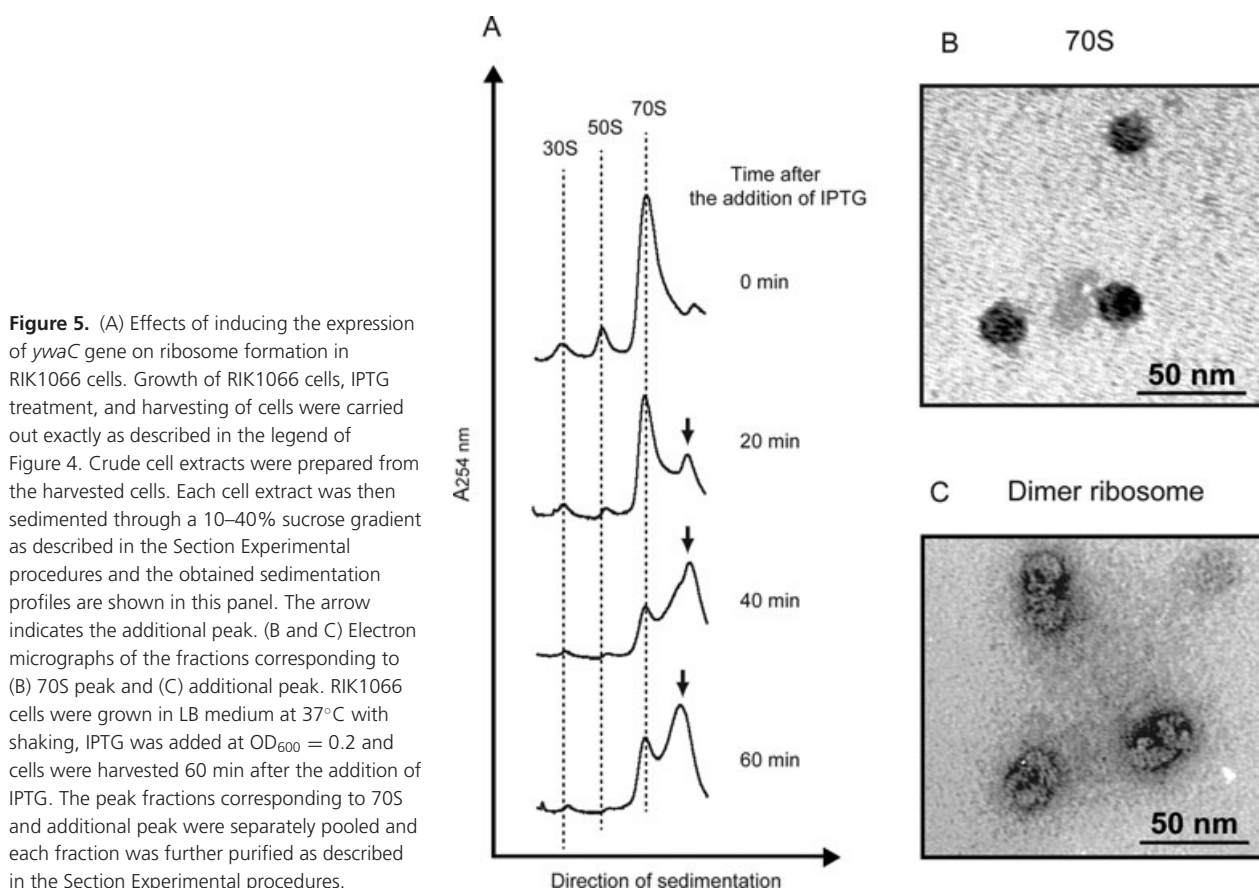 Figure 5. (A) Effects of inducing the expression
of ywaC gene on ribosome formation in
RIK1066 cells. Growth of RIK1066 cells, IPTG
treatment, and harvesting of cells were carried
out exactly as described in the legend of
Figure 4. Crude cell extracts were prepared from
the harvested cells. Each cell extract was then
sedimented through a 10–40% sucrose gradient
as described in the Section Experimental
procedures and the obtained sedimentation
profiles are shown in this panel. The arrow
indicates the additional peak. (B and C) Electron
micrographs of the fractions corresponding to
(B) 70S peak and (C) additional peak. RIK1066
cells were grown in LB medium at 37°C with
shaking, IPTG was added at OD600 = 0.2 and
cells were harvested 60 min after the addition of
IPTG. The peak fractions corresponding to 70S
and additional peak were separately pooled and
each fraction was further purified as described
in the Section Experimental procedures.
A
30S
50S
70S
Time after
the addition of IPTG
0 min
20 min
40 min
60 min
A254 nm
Direction of sedimentation
B 70S
50 nm
C Dimer ribosome
50 nm